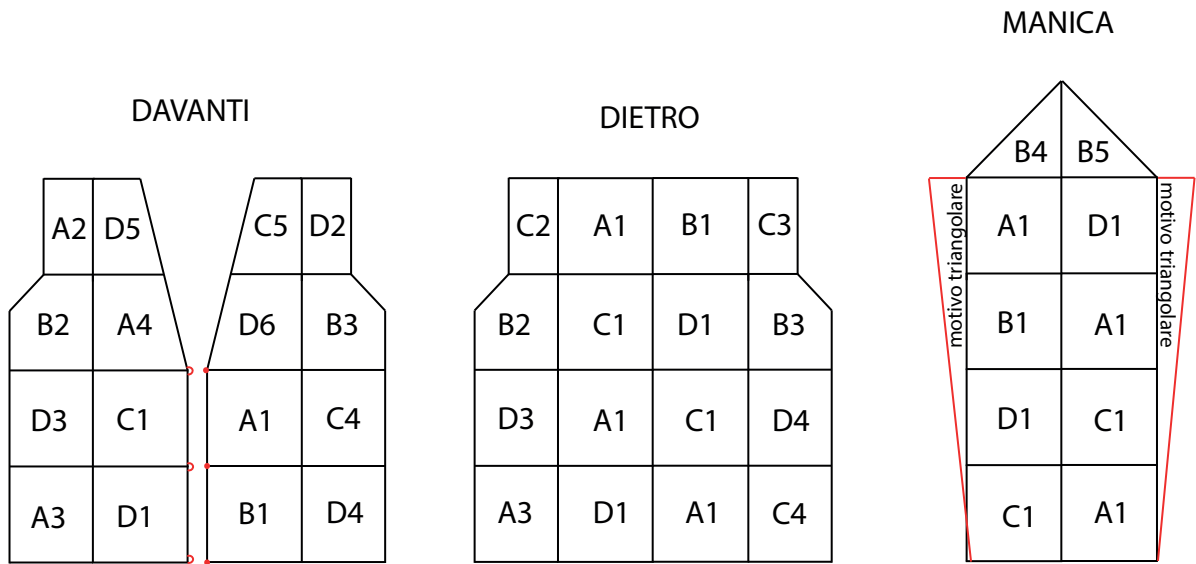 MANICA
DAVANTI
DIETRO
A2 D5
C5 D2
B2 A4
D6 B3
D3 C1
A1 C4
A3 D1
B1 D4
C2 A1 B1 C3
B2 C1 D1 B3
D3 A1 C1 D4
A3 D1 A1 C4
B4 B5
A1 D1
B1 A1
D1 C1
C1 A1
motivo triangolare
motivo triangolare